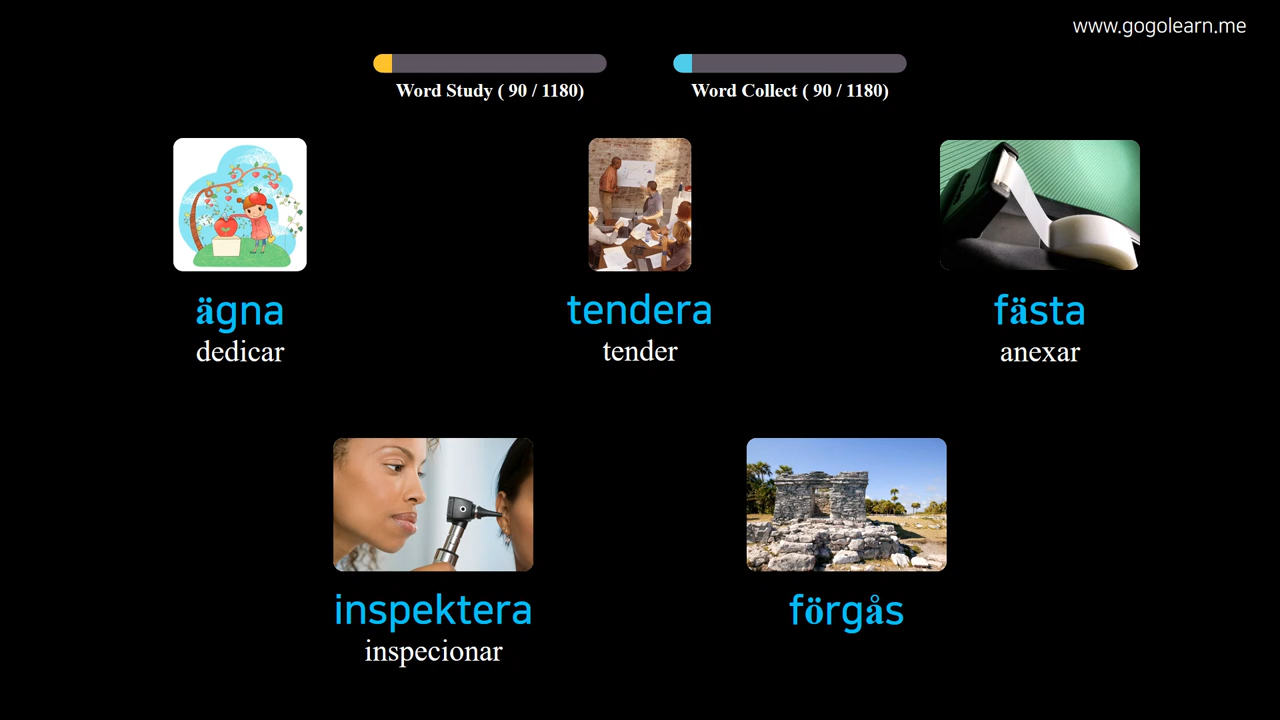 www.gogolearn.me
Word Study ( 90 / 1180)
Word Collect ( 90 / 1180)
ägna
dedicar
tendera
tender
fästa
anexar
inspektera
inspecionar
förgås